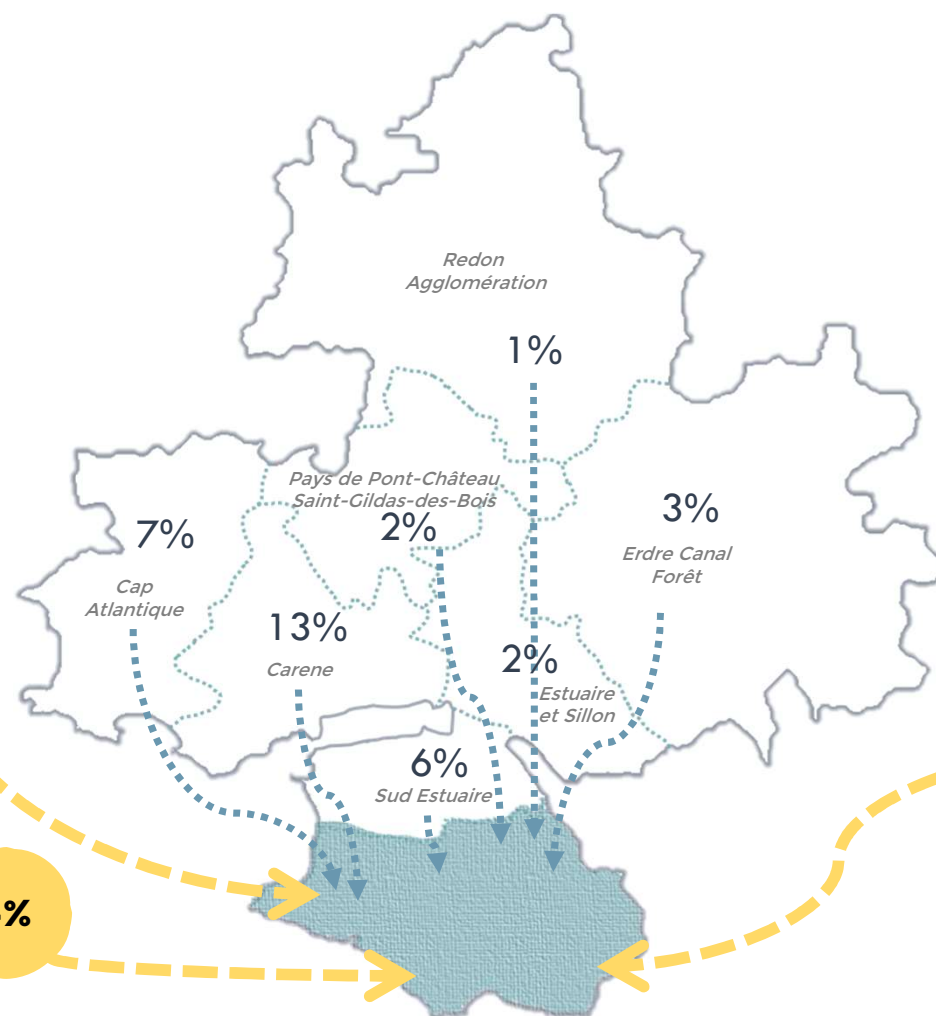 Redon
Agglomération
1%
Pays de Pont-Château
Saint-Gildas-des-Bois
2%
7%
Cap
Atlantique
3%
Erdre Canal
Forêt
13%
Carene
2%
Estuaire
et Sillon
6%
Sud Estuaire
%